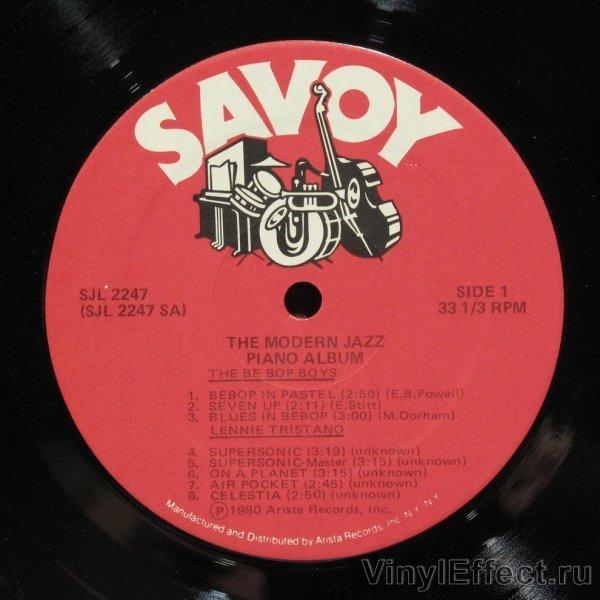 SAVOY
SJL 2247
(SJL 2247 SA)
SIDE 1
33 1/3 RPM
THE MODERN JAZZ
PIANO ALBUM
THE BE BOP BOYS
1. BEBOP IN PASTEL (2:50) (E.B.Powell)
2. SEVEN UP (2:11) (E.Stitt)
3. BLUES IN BEBOP (3:00) (M.Dorham)
LENNIE TRISTANO
4. SUPERSONIC (3:19) (unknown)
5. SUPERSONIC-Master (3:15) (unknown)
6. ON A PLANET (3:15) (unknown)
7. AIR POCKET (2:45) (unknown)
8. CELESTIA (2:50) (unknown)
Ⓟ1980 Arista Records, Inc.
Manufactured and Distributed by Arista Records, Inc. N.Y. N.Y.
VinylEffect.ru